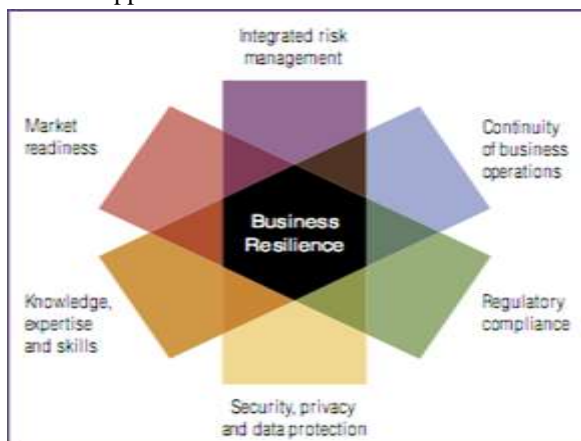 Integrated risk
management
Market
readiness
Continuity
of business
operations
Business
Resilience
Knowledge,
expertise
and skills
Regulatory
compliance
Security, privacy
and data protection